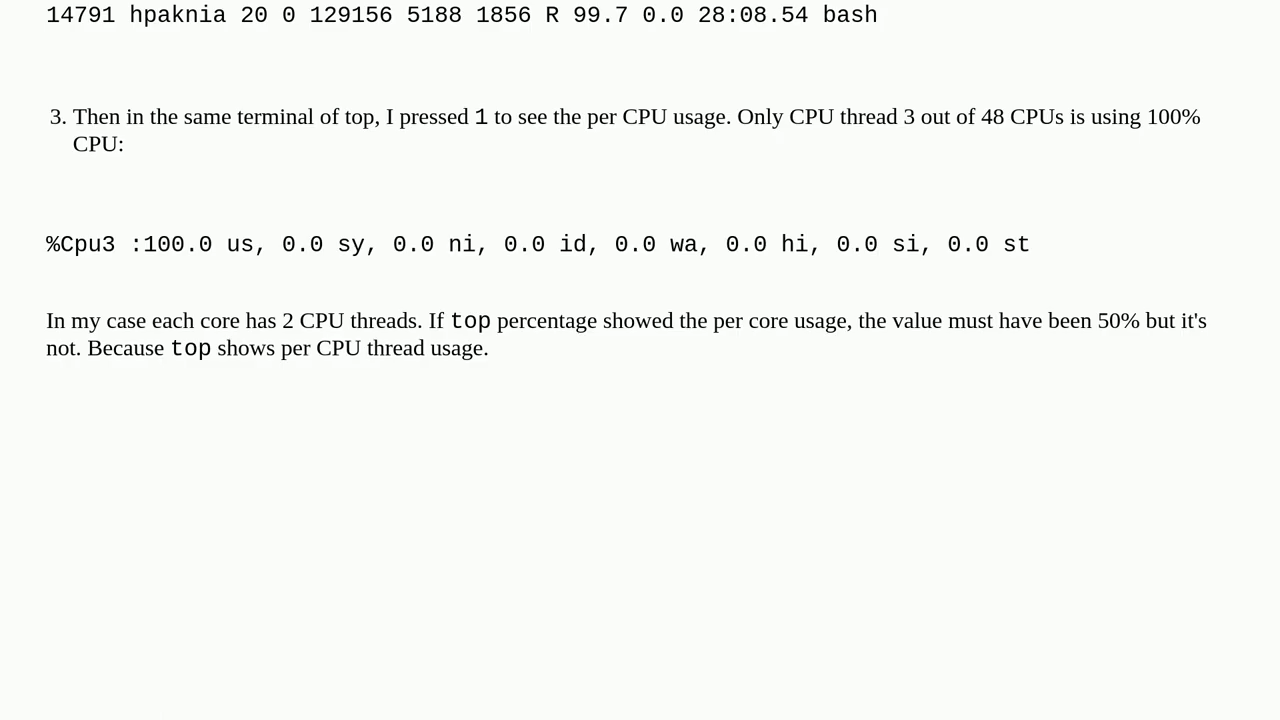 14791 hpaknia 20 0 129156 5188 1856 R 99.7 0.0 28:08.54 bash
3. Then in the same terminal of top, I pressed 1 to see the per CPU usage. Only CPU thread 3 out of 48 CPUs is using 100%
CPU:
%Cpu3 :100.0 us, 0.0 sy, 0.0 ni, 0.0 id, 0.0 wa, 0.0 hi, 0.0 si, 0.0 st
In my case each core has 2 CPU threads. If top percentage showed the per core usage, the value must have been 50% but it's
not. Because top shows per CPU thread usage.